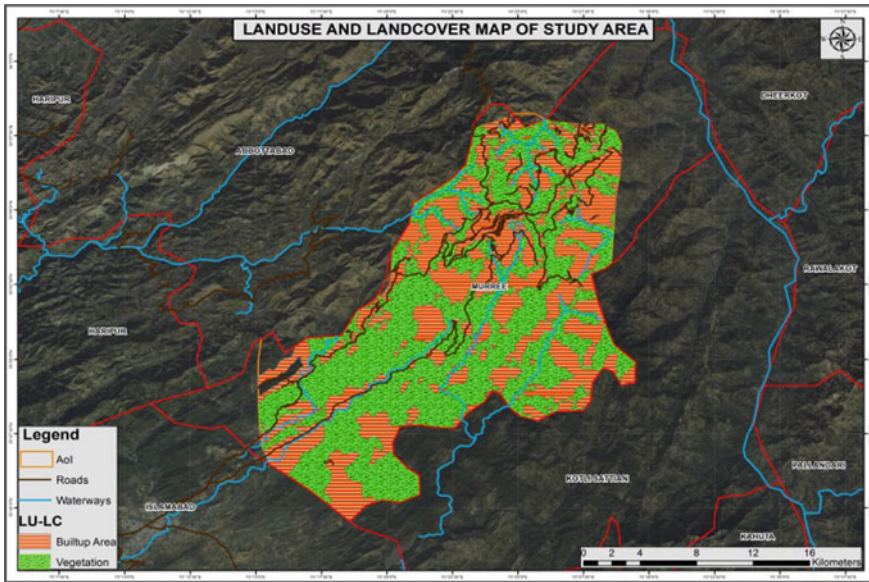 LANDUSE AND LANDCOVER MAP OF STUDY AREA
HARIPUR
DHEERKOT
ABBOTTABAD
RAWALAKOT
MURREE
HARIPUR
Legend
AoI
Roads
Waterways
LU-LC
Builtup Area
Vegetation
ISLAMABAD
KOTLI SATTIAN
PALLANDARI
KAHUTA
0 2 4 8 12 16
Kilometers